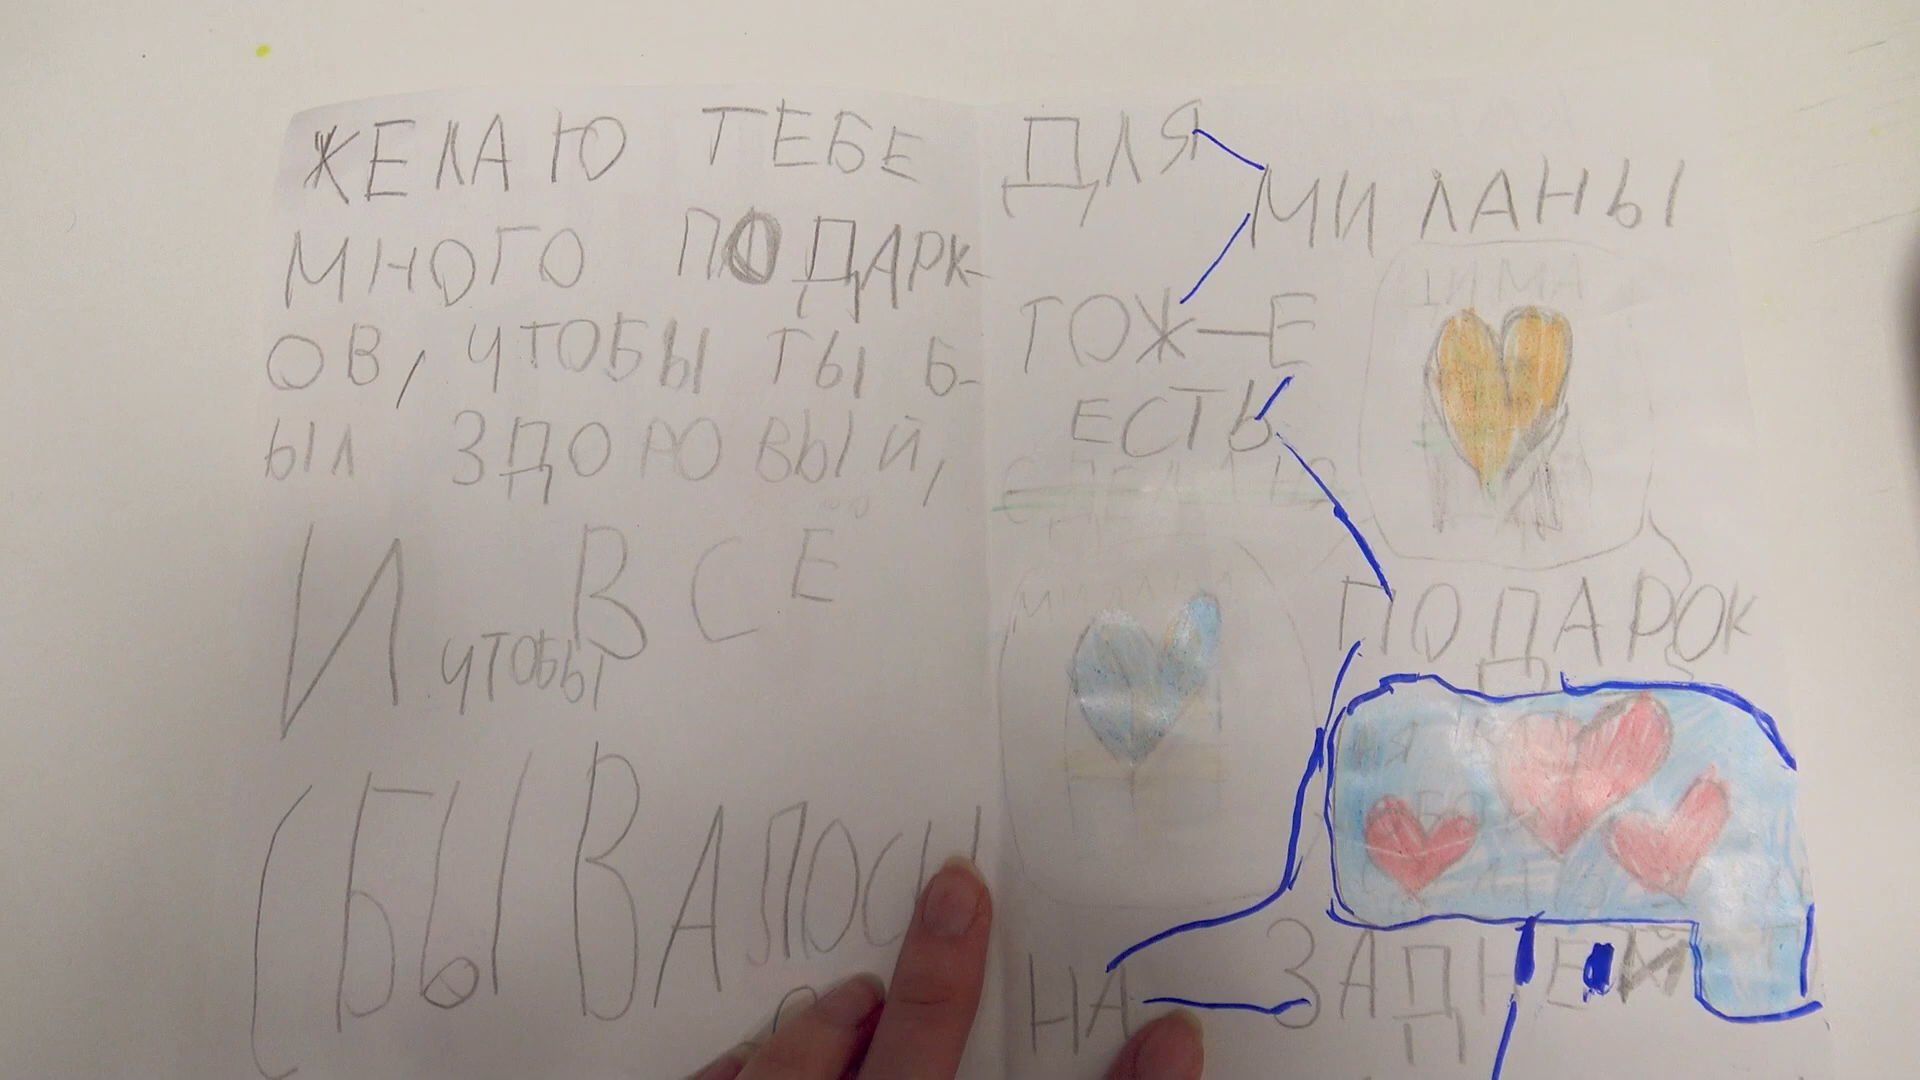 ЖЕЛАЮ ТЕБЕ
МНОГО ПОДАРК-
ОВ, ЧТОБЫ ТЫ Б-
ЫЛ ЗДОРОВЫЙ,
И ВСЕ
ЧТОБЫ
СБЫВАЛОСЬ
ДЛЯ
МИЛАНЫ
ТОЖ-Е
ЕСТЬ
ПОДАРОК
НА ЗАДНЕЙ